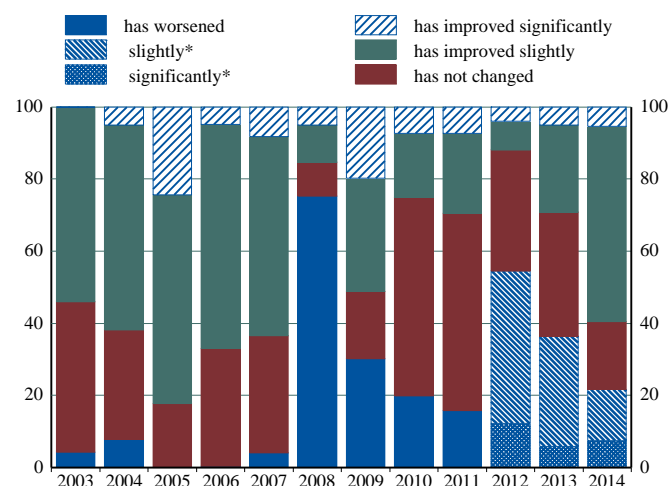 has worsened has improved significantly
slightly* has improved slightly
significantly* has not changed
100 100
80 80
60 60
40 40
20 20
0 0
2003 2004 2005 2006 2007 2008 2009 2010 2011 2012 2013 2014